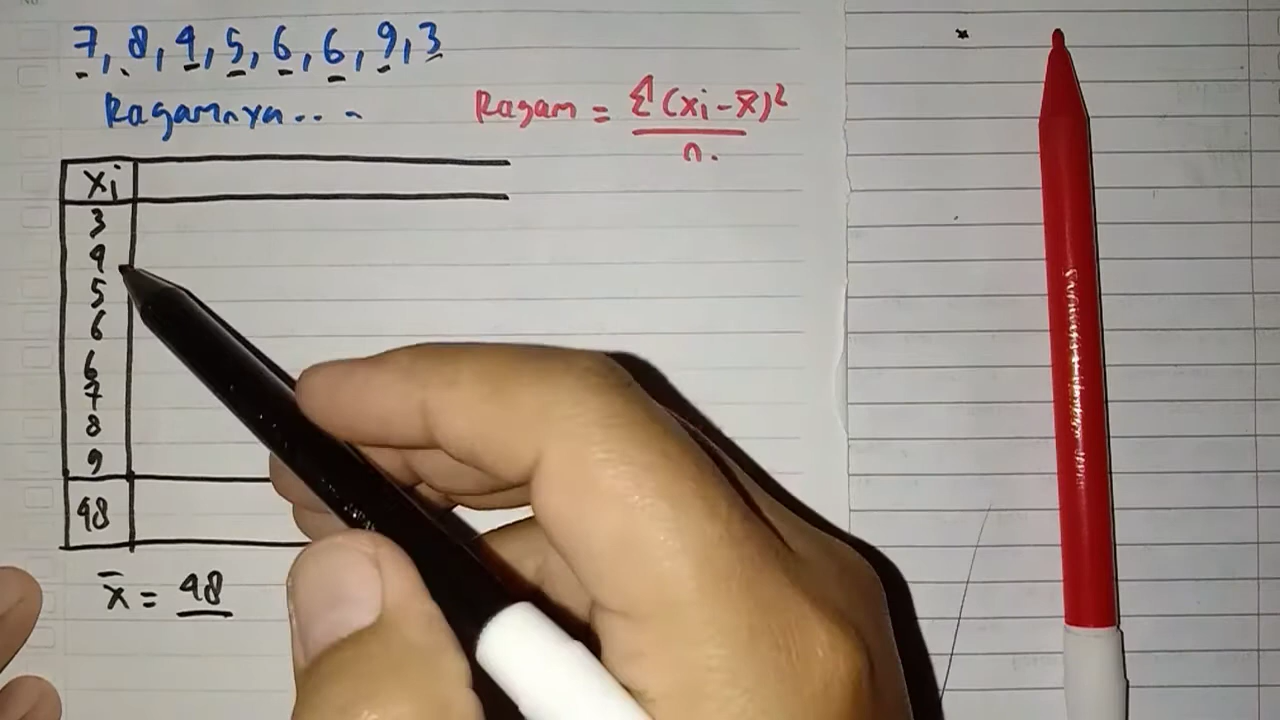 7, 8, 4, 5, 6, 6, 9, 3
Ragamnya...
Ragam = Σ(xi-x̄)²
n.
xi
3
4
5
6
6
7
8
9
48
x̄ = 48